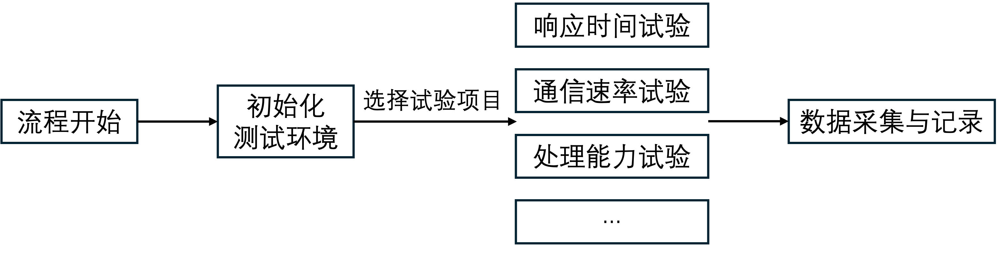 流程开始
初始化
测试环境
选择试验项目
响应时间试验
通信速率试验
处理能力试验
...
数据采集与记录